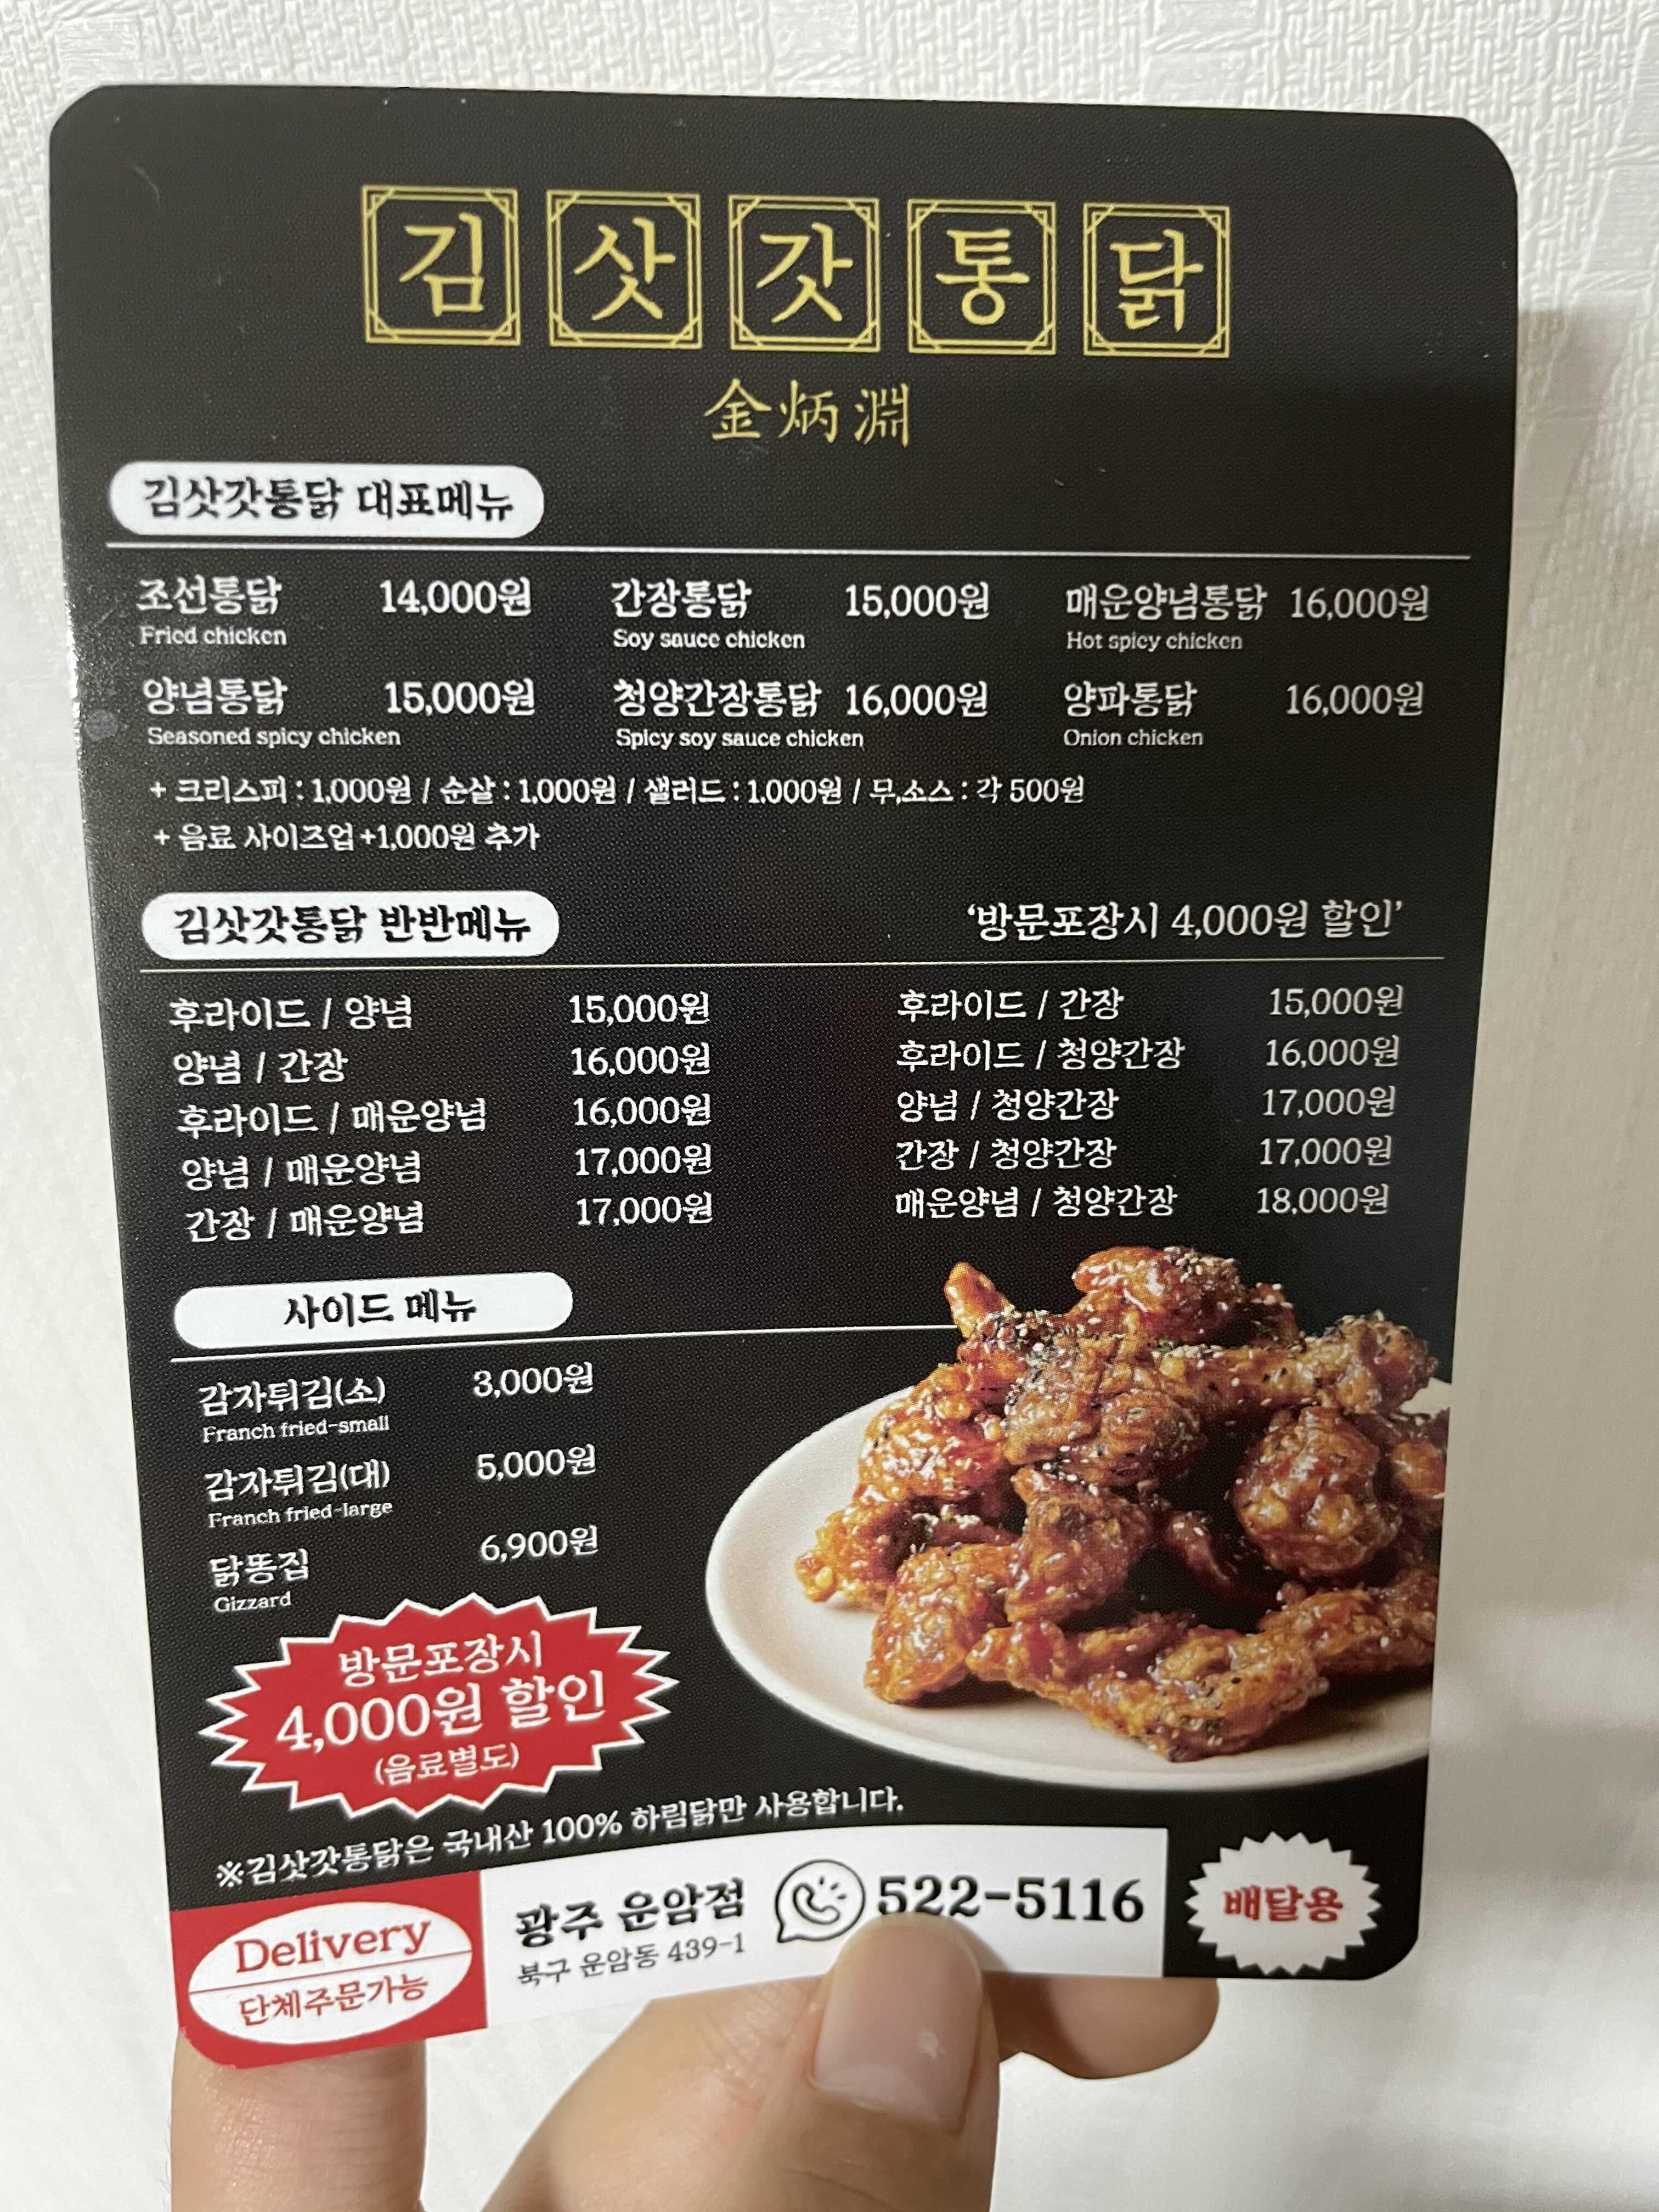 김삿갓통닭
金炳淵
김삿갓통닭 대표메뉴
조선통닭 14,000원 간장통닭 15,000원 매운양념통닭 16,000원
Fried chicken Soy sauce chicken Hot spicy chicken
양념통닭 15,000원 청양간장통닭 16,000원 양파통닭 16,000원
Seasoned spicy chicken Spicy soy sauce chicken Onion chicken
+ 크리스피 : 1,000원 / 순살 : 1,000원 / 샐러드 : 1,000원 / 무,소스 : 각 500원
+ 음료 사이즈업 +1,000원 추가
김삿갓통닭 반반메뉴 '방문포장시 4,000원 할인'
후라이드 / 양념 15,000원 후라이드 / 간장 15,000원
양념 / 간장 16,000원 후라이드 / 청양간장 16,000원
후라이드 / 매운양념 16,000원 양념 / 청양간장 17,000원
양념 / 매운양념 17,000원 간장 / 청양간장 17,000원
간장 / 매운양념 17,000원 매운양념 / 청양간장 18,000원
사이드 메뉴
감자튀김(소) 3,000원
Franch fried-small
감자튀김(대) 5,000원
Franch fried-large
닭똥집 6,900원
Gizzard
방문포장시
4,000원 할인
(음료별도)
※김삿갓통닭은 국내산 100% 하림닭만 사용합니다.
Delivery
단체주문가능
광주 운암점 522-5116
북구 운암동 439-1
배달용